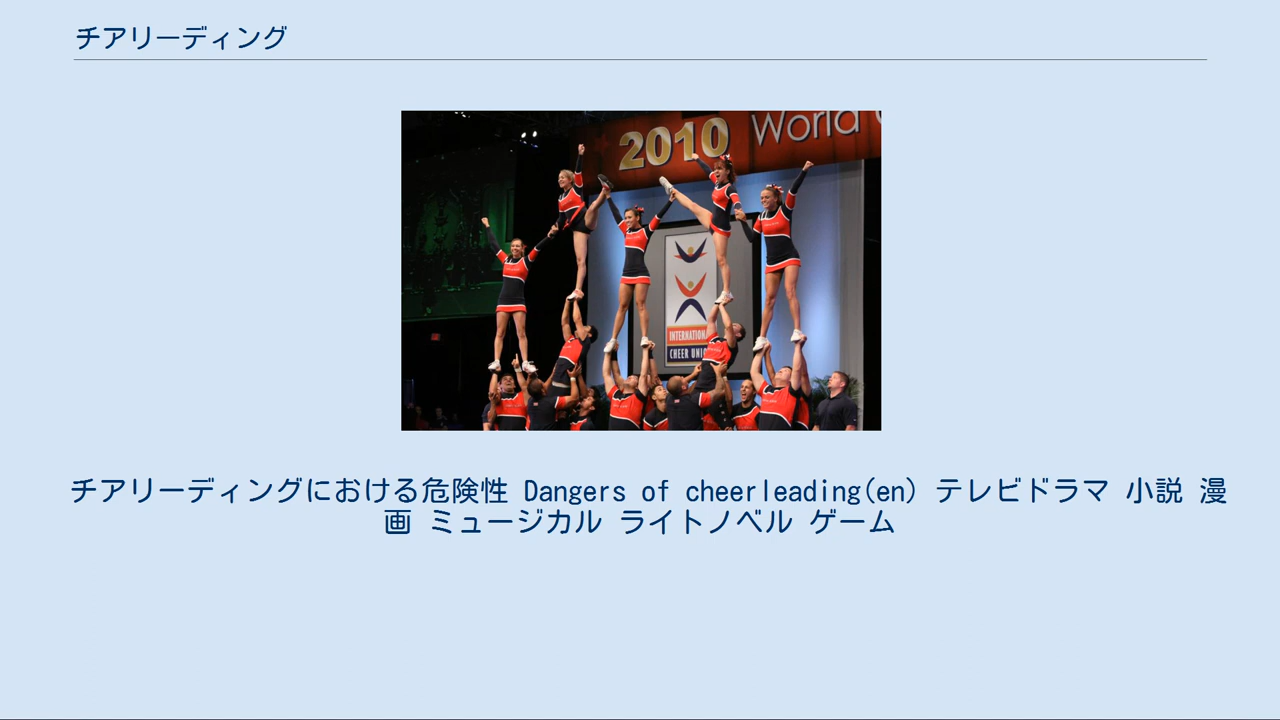 チアリーディング
2010 World
INTERNATIONA
CHEER UNIO
チアリーディングにおける危険性 Dangers of cheerleading(en) テレビドラマ 小説 漫
画 ミュージカル ライトノベル ゲーム